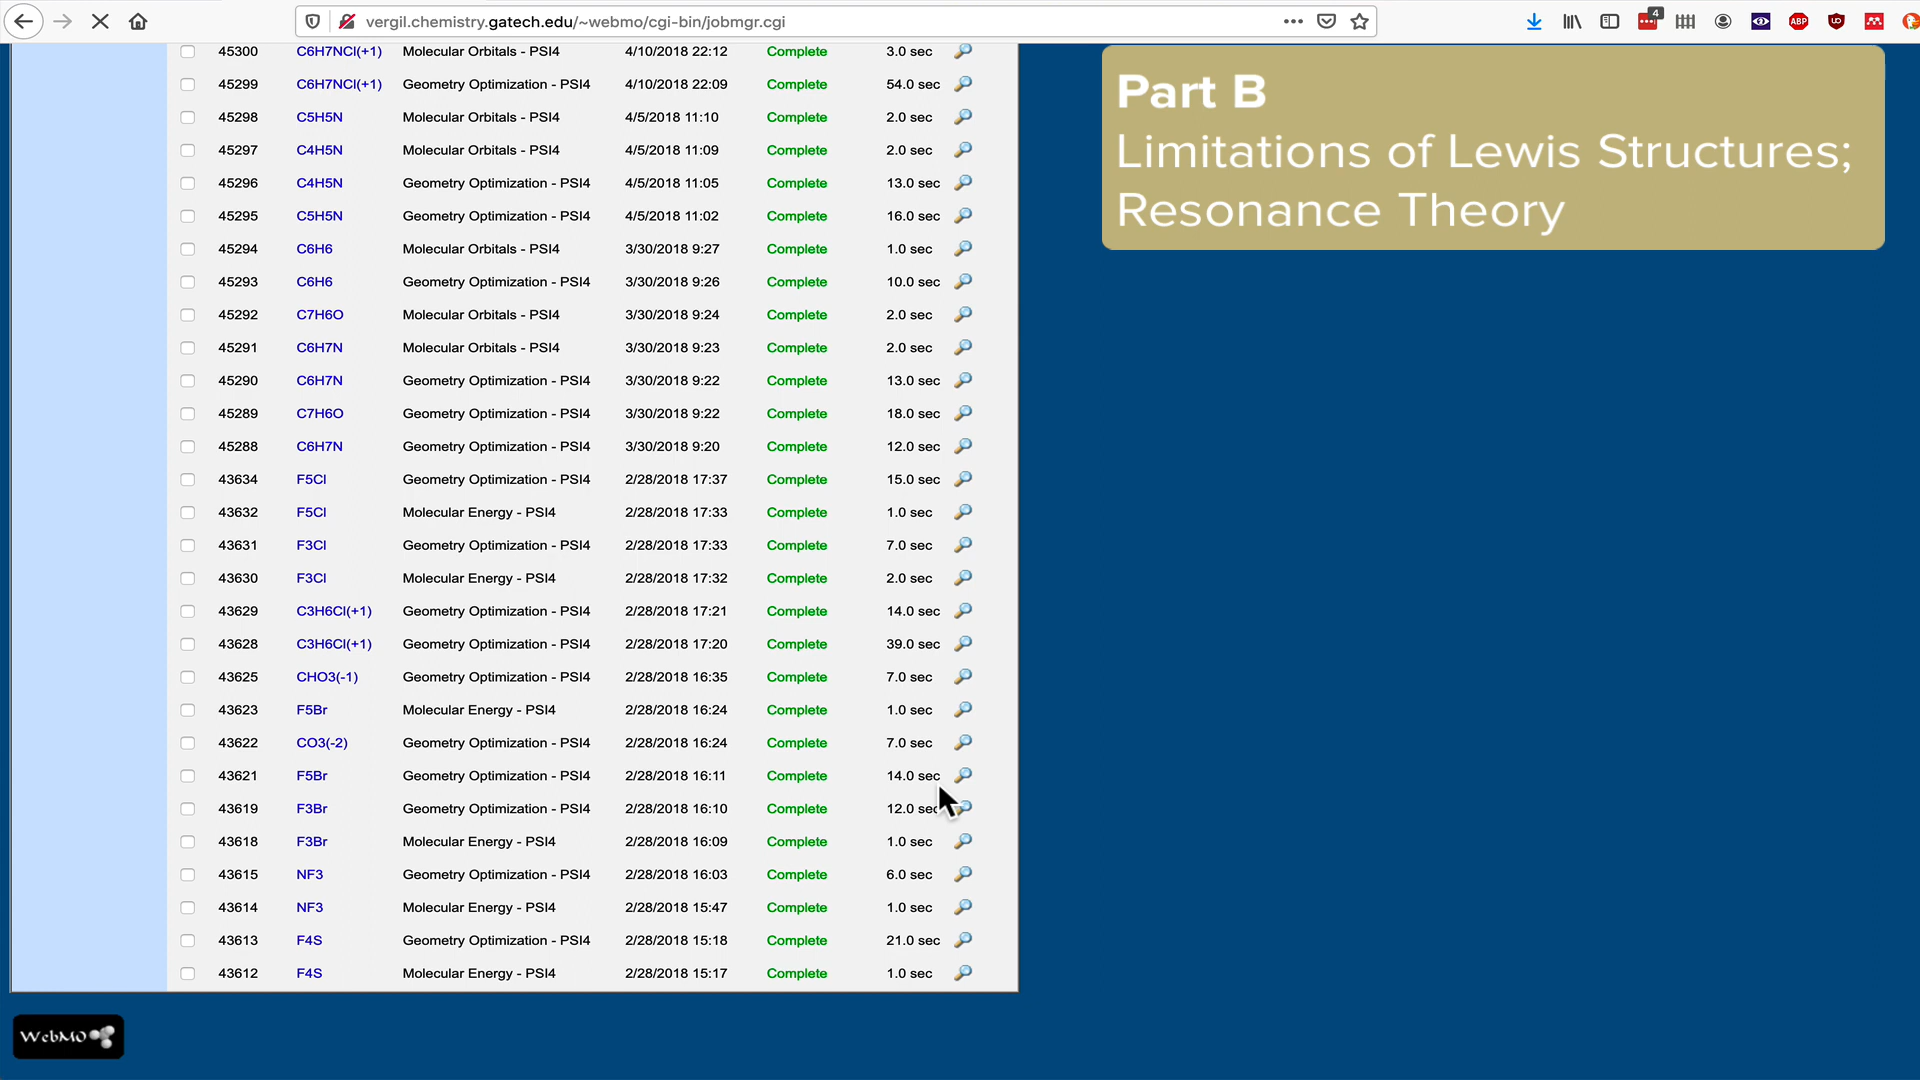 vergil.chemistry.gatech.edu/~webmo/cgi-bin/jobmgr.cgi
4
ABP
45300 C6H7NCl(+1) Molecular Orbitals - PSI4 4/10/2018 22:12 Complete 3.0 sec
45299 C6H7NCl(+1) Geometry Optimization - PSI4 4/10/2018 22:09 Complete 54.0 sec
45298 C5H5N Molecular Orbitals - PSI4 4/5/2018 11:10 Complete 2.0 sec
45297 C4H5N Molecular Orbitals - PSI4 4/5/2018 11:09 Complete 2.0 sec
45296 C4H5N Geometry Optimization - PSI4 4/5/2018 11:05 Complete 13.0 sec
45295 C5H5N Geometry Optimization - PSI4 4/5/2018 11:02 Complete 16.0 sec
45294 C6H6 Molecular Orbitals - PSI4 3/30/2018 9:27 Complete 1.0 sec
45293 C6H6 Geometry Optimization - PSI4 3/30/2018 9:26 Complete 10.0 sec
45292 C7H6O Molecular Orbitals - PSI4 3/30/2018 9:24 Complete 2.0 sec
45291 C6H7N Molecular Orbitals - PSI4 3/30/2018 9:23 Complete 2.0 sec
45290 C6H7N Geometry Optimization - PSI4 3/30/2018 9:22 Complete 13.0 sec
45289 C7H6O Geometry Optimization - PSI4 3/30/2018 9:22 Complete 18.0 sec
45288 C6H7N Geometry Optimization - PSI4 3/30/2018 9:20 Complete 12.0 sec
43634 F5Cl Geometry Optimization - PSI4 2/28/2018 17:37 Complete 15.0 sec
43632 F5Cl Molecular Energy - PSI4 2/28/2018 17:33 Complete 1.0 sec
43631 F3Cl Geometry Optimization - PSI4 2/28/2018 17:33 Complete 7.0 sec
43630 F3Cl Molecular Energy - PSI4 2/28/2018 17:32 Complete 2.0 sec
43629 C3H6Cl(+1) Geometry Optimization - PSI4 2/28/2018 17:21 Complete 14.0 sec
43628 C3H6Cl(+1) Geometry Optimization - PSI4 2/28/2018 17:20 Complete 39.0 sec
43625 CHO3(-1) Geometry Optimization - PSI4 2/28/2018 16:35 Complete 7.0 sec
43623 F5Br Molecular Energy - PSI4 2/28/2018 16:24 Complete 1.0 sec
43622 CO3(-2) Geometry Optimization - PSI4 2/28/2018 16:24 Complete 7.0 sec
43621 F5Br Geometry Optimization - PSI4 2/28/2018 16:11 Complete 14.0 sec
43619 F3Br Geometry Optimization - PSI4 2/28/2018 16:10 Complete 12.0 sec
43618 F3Br Molecular Energy - PSI4 2/28/2018 16:09 Complete 1.0 sec
43615 NF3 Geometry Optimization - PSI4 2/28/2018 16:03 Complete 6.0 sec
43614 NF3 Molecular Energy - PSI4 2/28/2018 15:47 Complete 1.0 sec
43613 F4S Geometry Optimization - PSI4 2/28/2018 15:18 Complete 21.0 sec
43612 F4S Molecular Energy - PSI4 2/28/2018 15:17 Complete 1.0 sec
Part B
Limitations of Lewis Structures;
Resonance Theory
WebMO